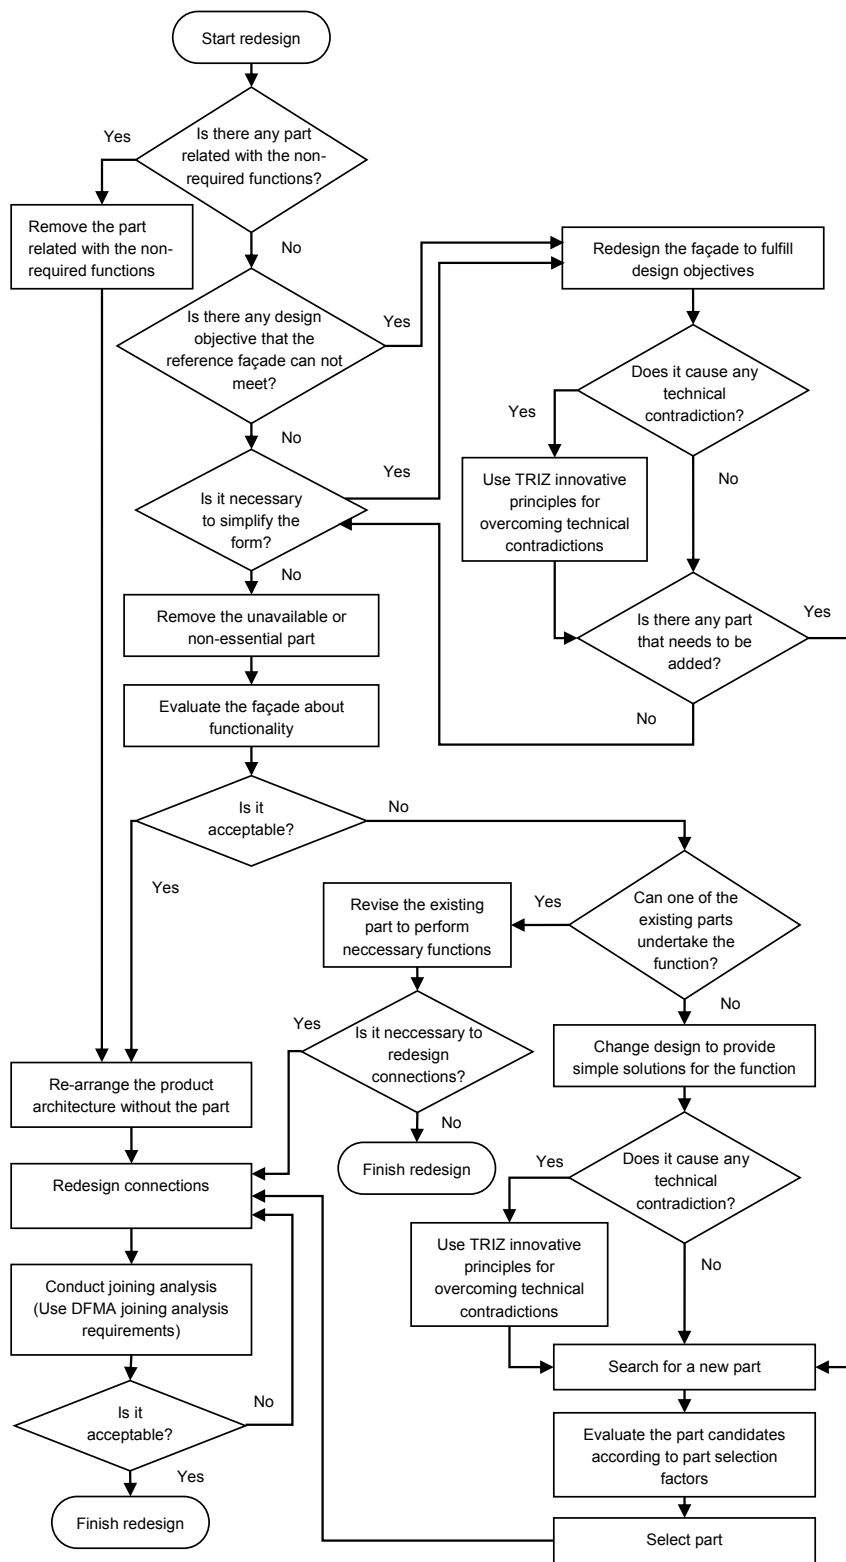 Start redesign
Is there any part
related with the non-
required functions?
Yes
No
Remove the part
related with the non-
required functions
Is there any design
objective that the
reference façade can not
meet?
Yes
No
Redesign the façade to fulfill
design objectives
Does it cause any
technical
contradiction?
Yes
No
Use TRIZ innovative
principles for
overcoming technical
contradictions
Is it necessary
to simplify the
form?
Yes
No
Is there any part
that needs to be
added?
Yes
No
Remove the unavailable or
non-essential part
Evaluate the façade about
functionality
Is it
acceptable?
No
Yes
Can one of the
existing parts
undertake the
function?
Yes
No
Revise the existing
part to perform
neccessary functions
Is it neccessary to
redesign
connections?
Yes
No
Finish redesign
Change design to provide
simple solutions for the function
Does it cause any
technical
contradiction?
Yes
No
Use TRIZ innovative
principles for
overcoming technical
contradictions
Re-arrange the product
architecture without the part
Redesign connections
Conduct joining analysis
(Use DFMA joining analysis
requirements)
Is it
acceptable?
No
Yes
Finish redesign
Search for a new part
Evaluate the part candidates
according to part selection
factors
Select part